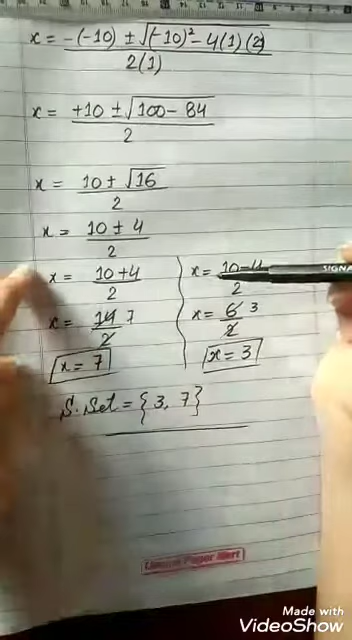 x = -(-10) ± √(-10)² - 4(1)(2)) / 2(1)
x = +10 ± √100 - 84 / 2
x = 10 ± √16 / 2
x = 10 ± 4 / 2
x = 10+4 / 2
x = 10-4 / 2
x = 14 7 / 2
x = 6 3 / 2
x = 7
x = 3
S. Set = {3, 7}
Made with
VideoShow